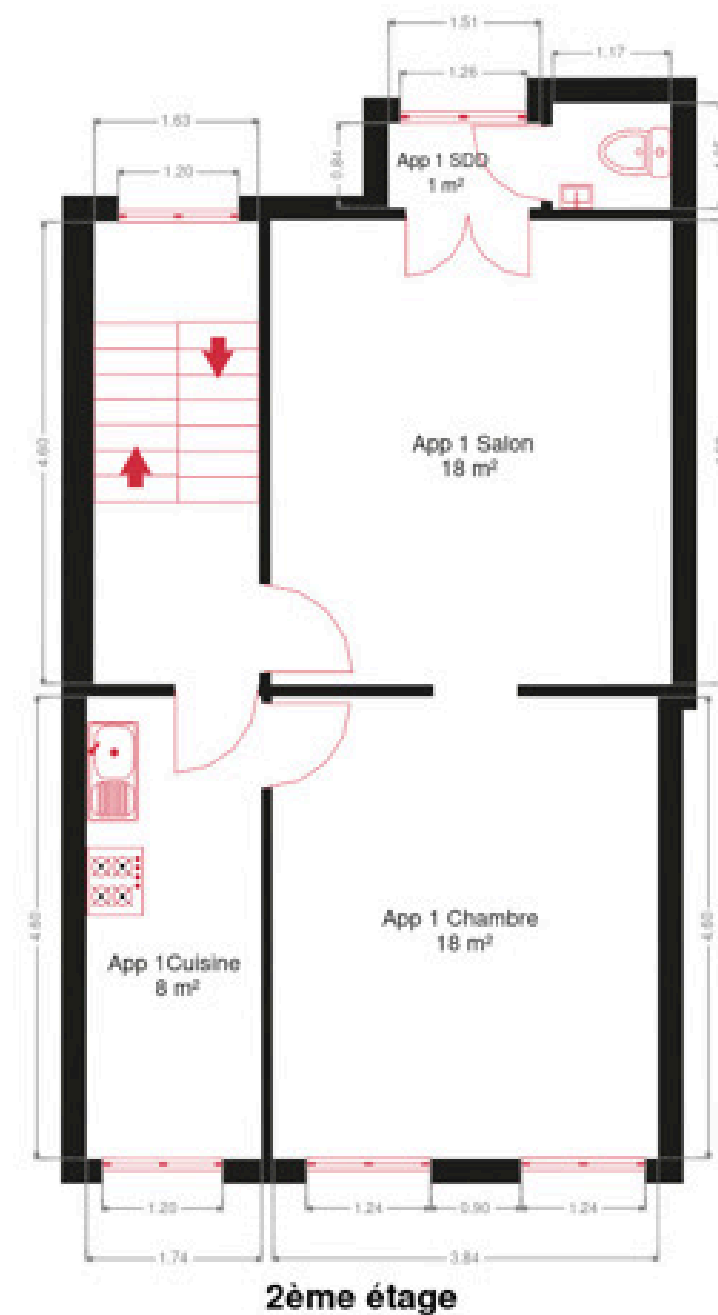 1.51
1.17
1.26
1.63
0.84
App 1 SDD
1 m²
1.20
4.60
App 1 Salon
18 m²
4.60
App 1 Chambre
18 m²
4.60
App 1Cuisine
8 m²
1.20
1.24
0.90
1.24
1.74
3.84
2ème étage